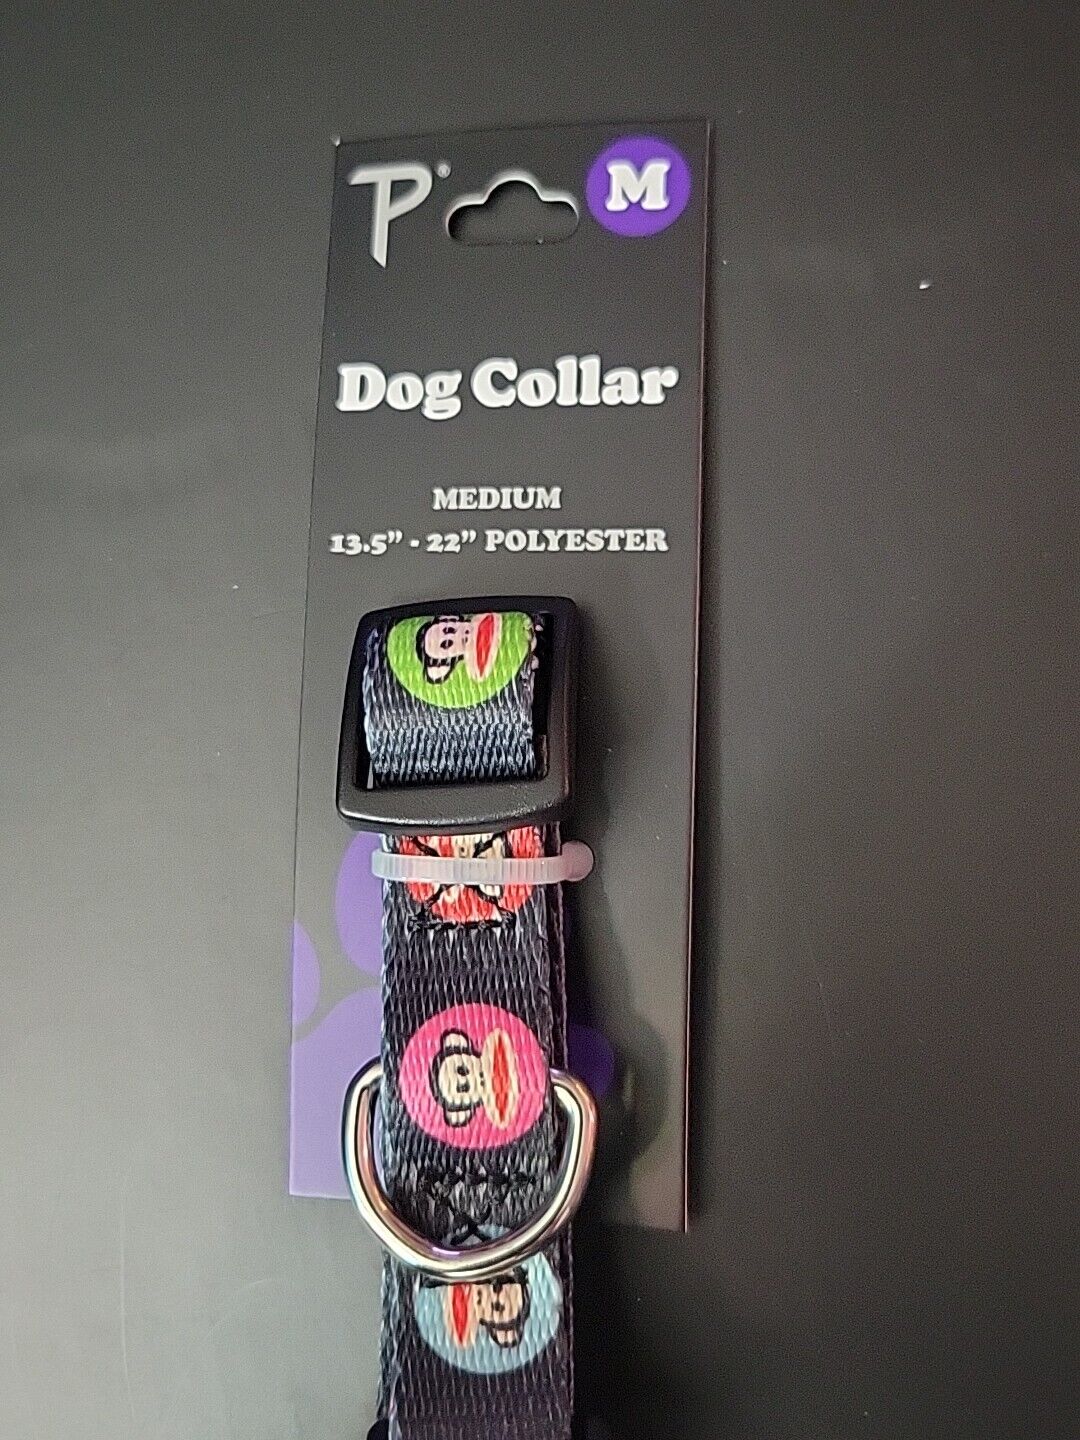 P®
M
Dog Collar
MEDIUM
13.5" - 22" POLYESTER